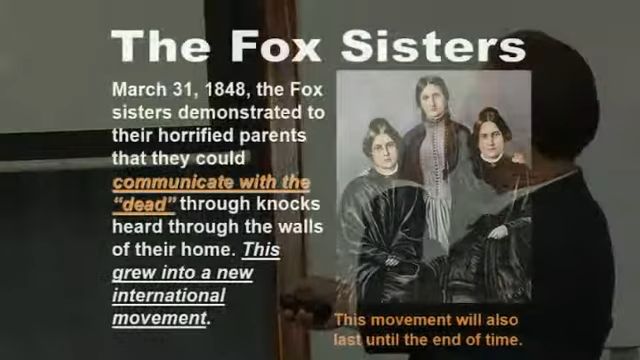 The Fox Sisters
March 31, 1848, the Fox
sisters demonstrated to
their horrified parents
that they could
communicate with the
“dead” through knocks
heard through the walls
of their home. This
grew into a new
international
movement.
This movement will also
last until the end of time.